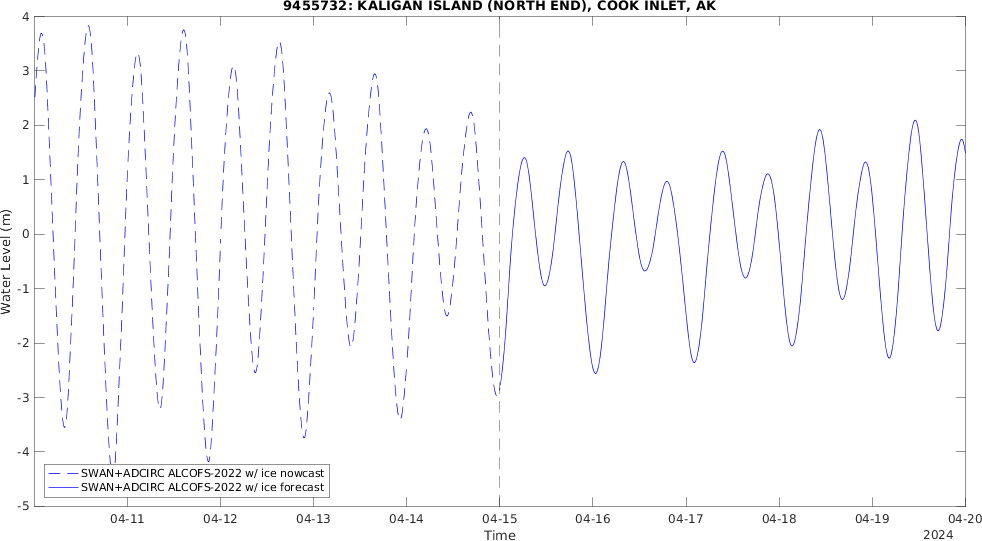 9455732: KALIGAN ISLAND (NORTH END), COOK INLET, AK
4
3
2
1
0
-1
-2
-3
-4
-5
Water Level (m)
SWAN+ADCIRC ALCOFS-2022 w/ ice nowcast
SWAN+ADCIRC ALCOFS-2022 w/ ice forecast
04-11 04-12 04-13 04-14 04-15 04-16 04-17 04-18 04-19 04-20
Time
2024